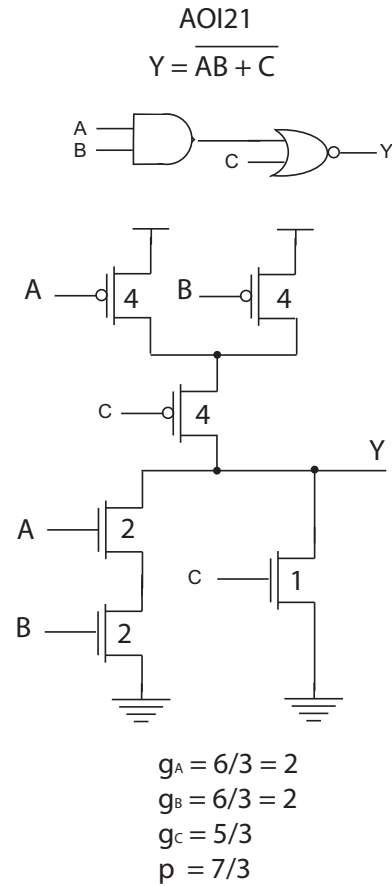 AOI21
Y = \overline{AB + C}
A
B
C
Y
A 4 B 4
C 4
Y
A 2
C 1
B 2
gA = 6/3 = 2
gB = 6/3 = 2
gC = 5/3
p = 7/3